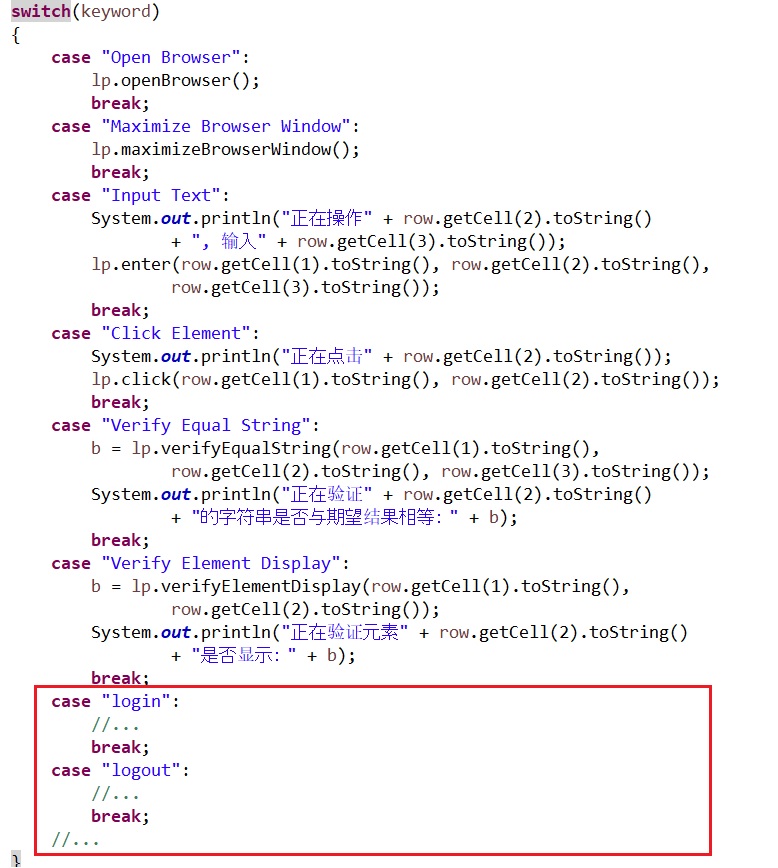 switch(keyword)
{
    case "Open Browser":
        lp.openBrowser();
        break;
    case "Maximize Browser Window":
        lp.maximizeBrowserWindow();
        break;
    case "Input Text":
        System.out.println("正在操作" + row.getCell(2).toString()
                + ", 输入" + row.getCell(3).toString());
        lp.enter(row.getCell(1).toString(), row.getCell(2).toString(),
                row.getCell(3).toString());
        break;
    case "Click Element":
        System.out.println("正在点击" + row.getCell(2).toString());
        lp.click(row.getCell(1).toString(), row.getCell(2).toString());
        break;
    case "Verify Equal String":
        b = lp.verifyEqualString(row.getCell(1).toString(),
                row.getCell(2).toString(), row.getCell(3).toString());
        System.out.println("正在验证" + row.getCell(2).toString()
                + "的字符串是否与期望结果相等：" + b);
        break;
    case "Verify Element Display":
        b = lp.verifyElementDisplay(row.getCell(1).toString(),
                row.getCell(2).toString());
        System.out.println("正在验证元素" + row.getCell(2).toString()
                + "是否显示：" + b);
        break;
    case "login":
        //...
        break;
    case "logout":
        //...
        break;
    //...
}